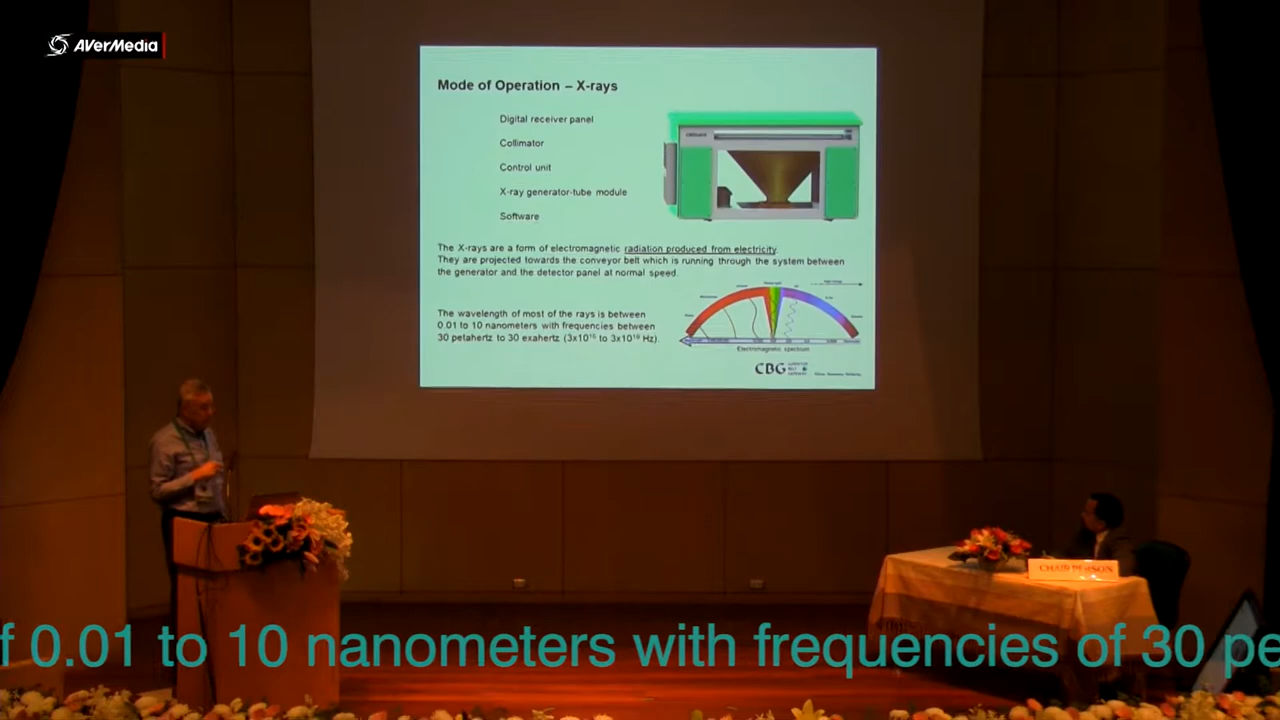 AVerMedia
Mode of Operation – X-rays
Digital receiver panel
Collimator
Control unit
X-ray generator-tube module
Software
The X-rays are a form of electromagnetic radiation produced from electricity.
They are projected towards the conveyor belt which is running through the system between
the generator and the detector panel at normal speed.
The wavelength of most of the rays is between
0.01 to 10 nanometers with frequencies between
30 petahertz to 30 exahertz (3x10¹⁵ to 3x10¹⁹ Hz).
Electromagnetic spectrum
CBG
CHAIR PERSON
f 0.01 to 10 nanometers with frequencies of 30 pe